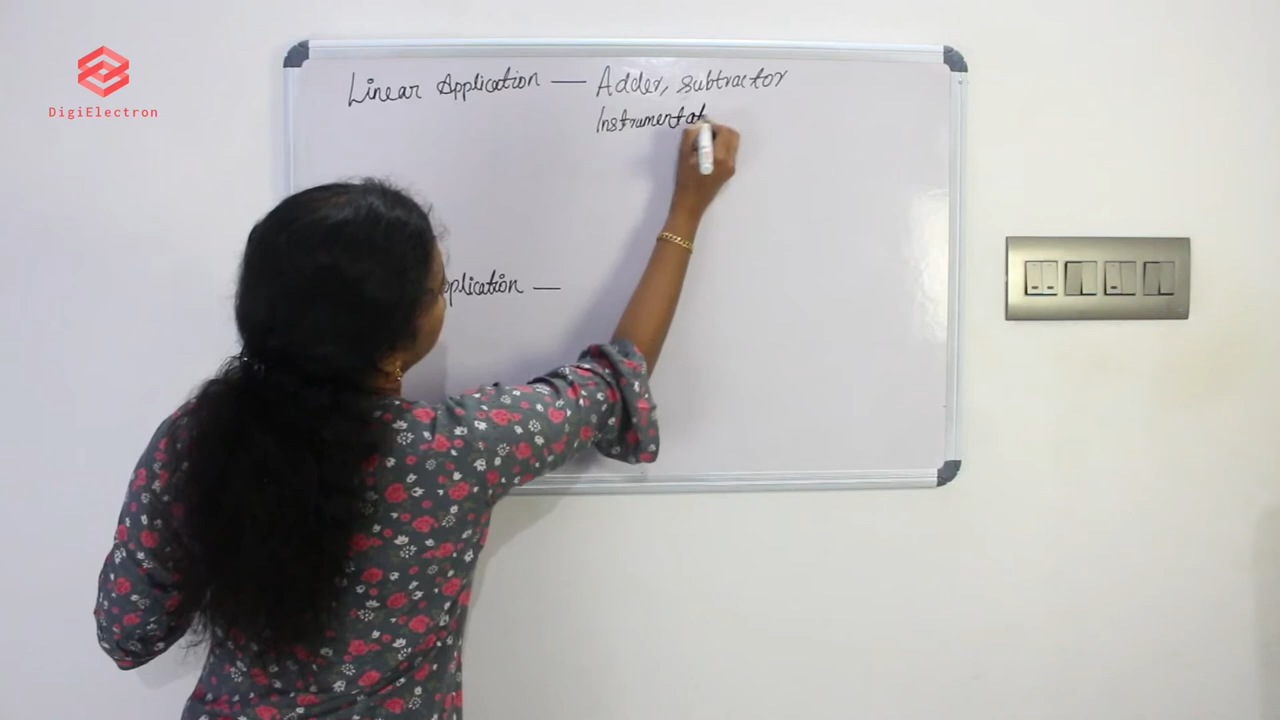 DigiElectron
Linear Application — Adder, subtractor
Instrumentat
plication —